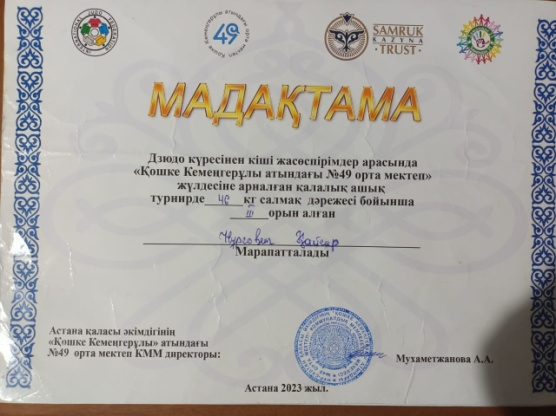 49
SAMRUK
KAZYNA
TRUST
МАДАҚТАМА
Дзюдо күресінен кіші жасөспірімдер арасында
«Қошке Кемеңгерұлы атындағы №49 орта мектеп»
жүлдесіне арналған қалалық ашық
турнирде 46 кг салмақ дәрежесі бойынша
III орын алған
Қайсар
Марапатталады
Астана қаласы әкімдігінің
«Қошке Кемеңгерұлы» атындағы
№49 орта мектеп КММ директоры:
Мухаметжанова А.А.
Астана 2023 жыл.